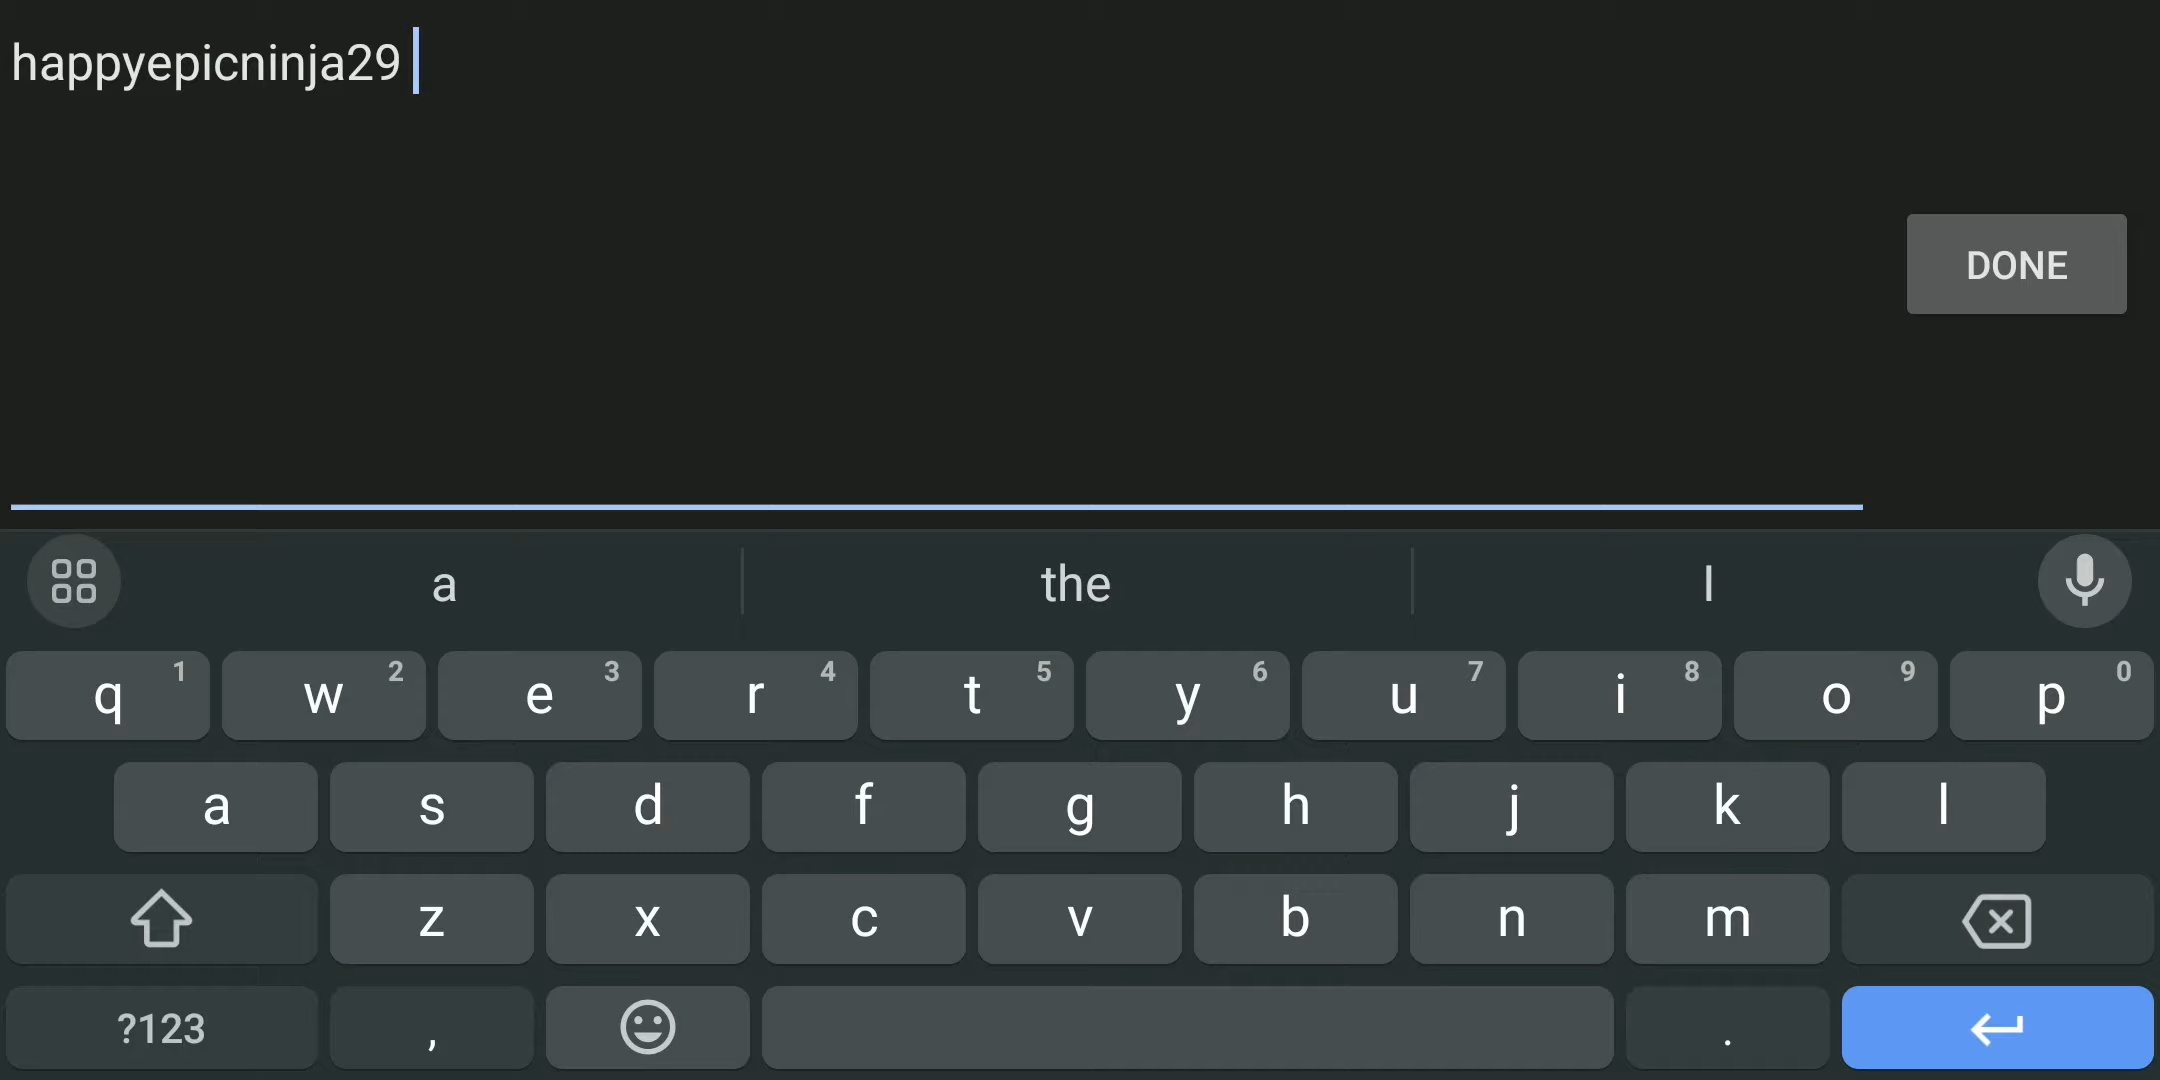 happyepicninja29
DONE
a the I
q 1 w 2 e 3 r 4 t 5 y 6 u 7 i 8 o 9 p 0
a s d f g h j k l
z x c v b n m
?123 , .